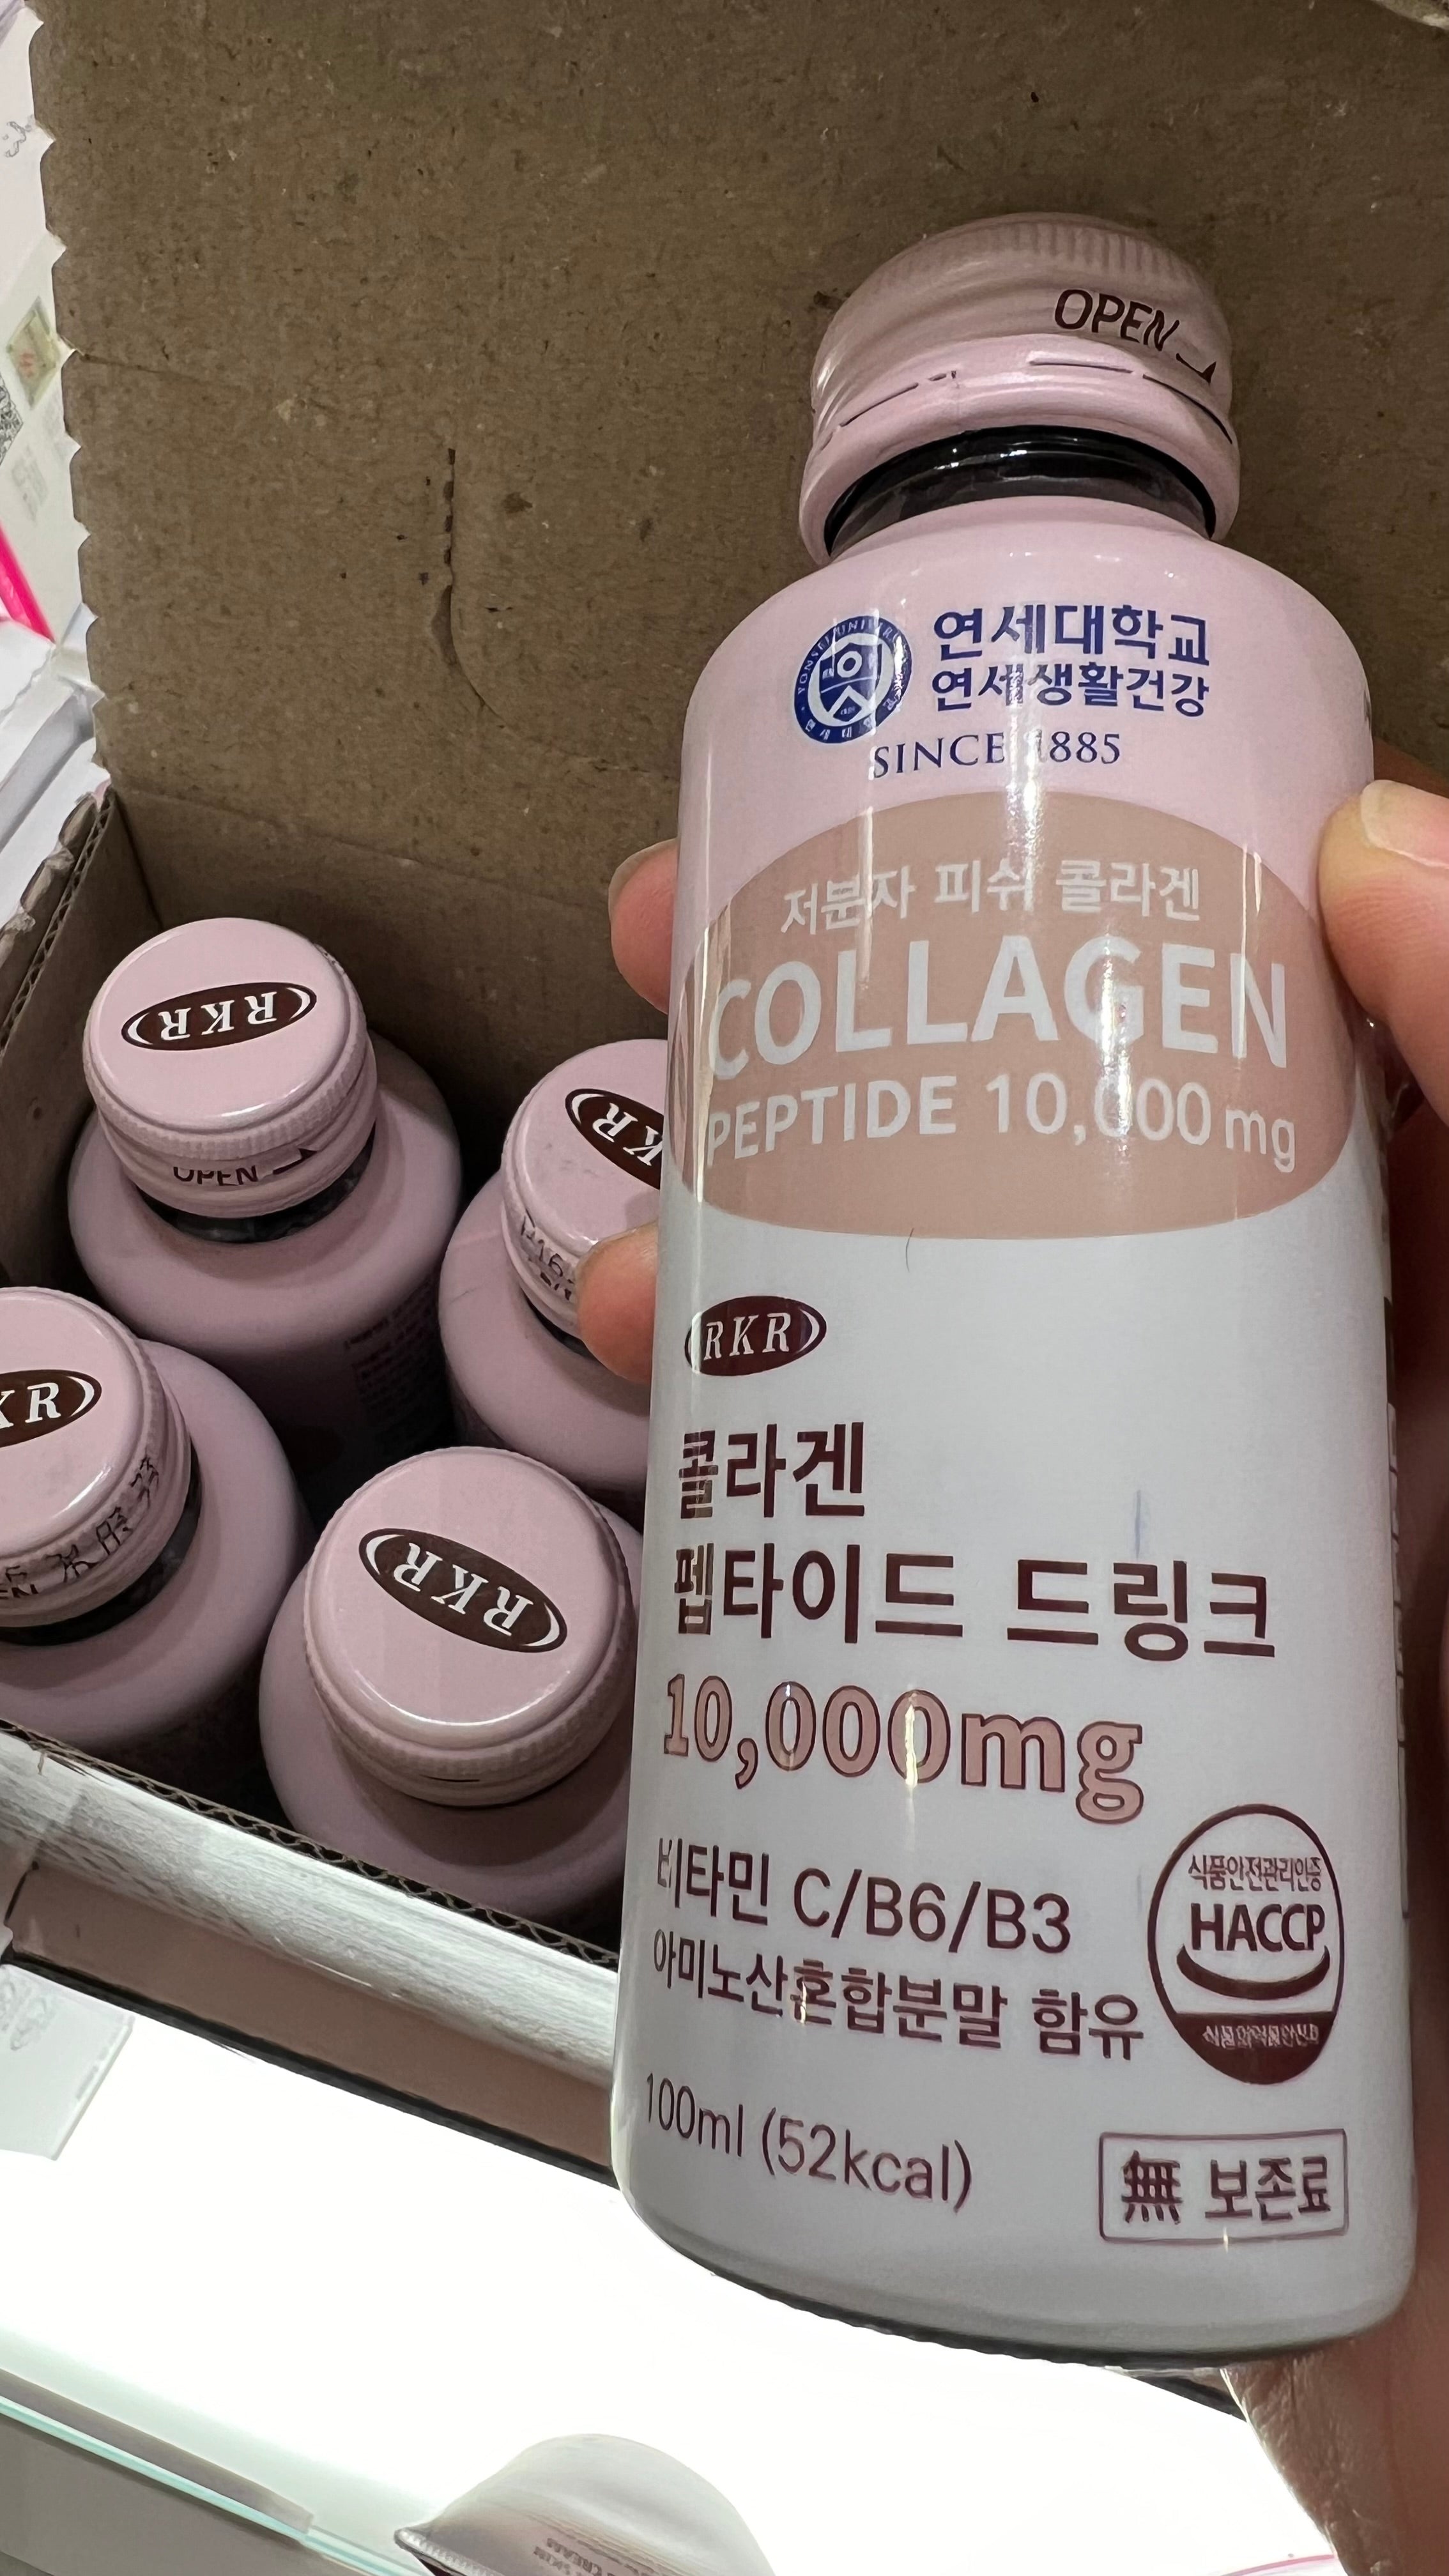 OPEN
연세대학교
연세생활건강
SINCE 1885
저분자 피쉬 콜라겐
COLLAGEN
PEPTIDE 10,000 mg
RKR
콜라겐
펩타이드 드링크
10,000mg
비타민 C/B6/B3
아미노산혼합분말 함유
식품안전관리인증
HACCP
100ml (52kcal)
無 보존료
RKR
OPEN
RKR